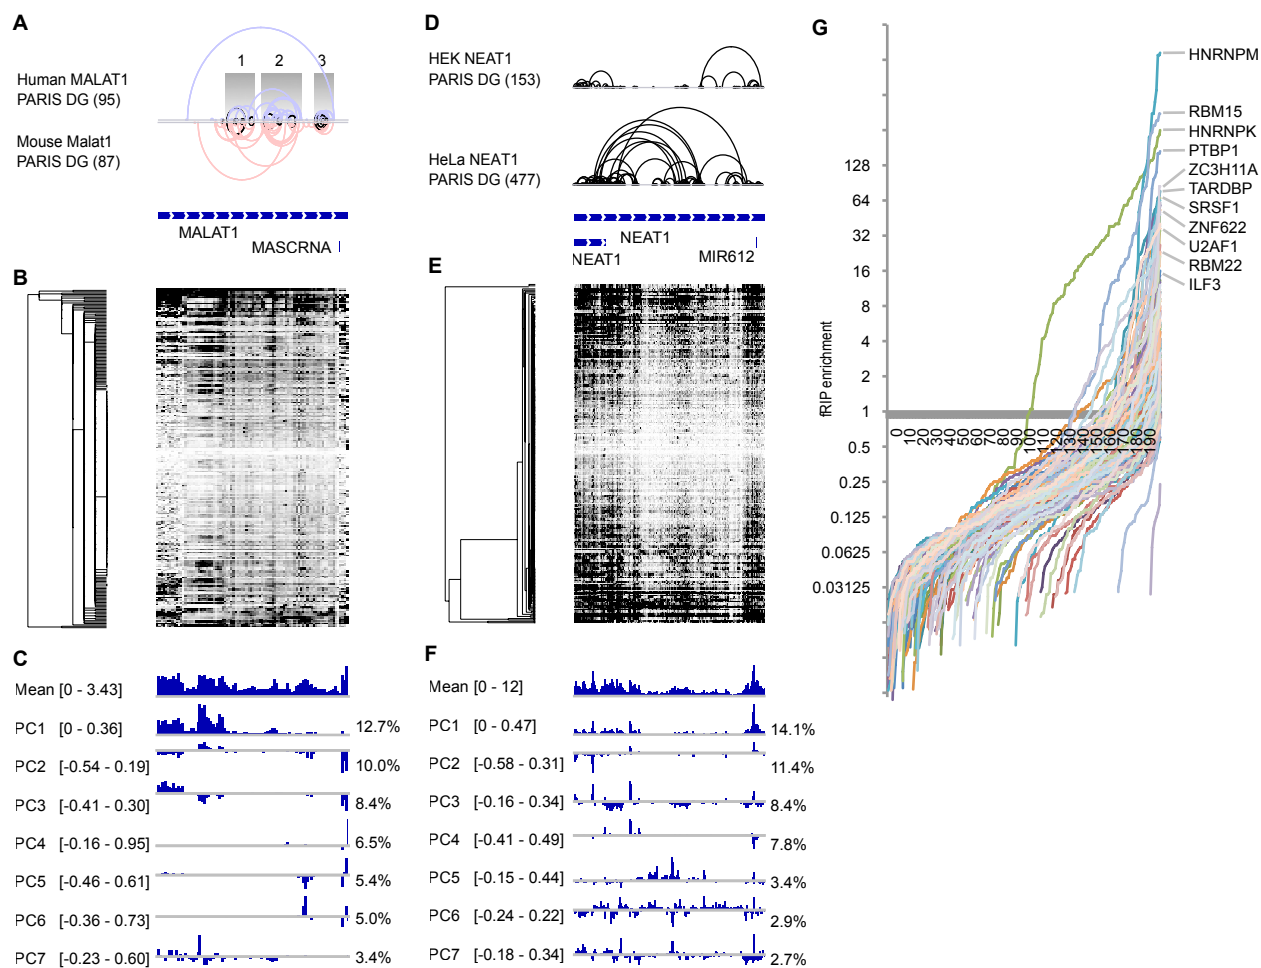 A
1 2 3
Human MALAT1
PARIS DG (95)
Mouse Malat1
PARIS DG (87)
MALAT1
MASCRNA
B
C
Mean [0 - 3.43]
PC1 [0 - 0.36] 12.7%
PC2 [-0.54 - 0.19] 10.0%
PC3 [-0.41 - 0.30] 8.4%
PC4 [-0.16 - 0.95] 6.5%
PC5 [-0.46 - 0.61] 5.4%
PC6 [-0.36 - 0.73] 5.0%
PC7 [-0.23 - 0.60] 3.4%
D
HEK NEAT1
PARIS DG (153)
HeLa NEAT1
PARIS DG (477)
NEAT1
NEAT1
MIR612
E
F
Mean [0 - 12]
PC1 [0 - 0.47] 14.1%
PC2 [-0.58 - 0.31] 11.4%
PC3 [-0.16 - 0.34] 8.4%
PC4 [-0.41 - 0.49] 7.8%
PC5 [-0.15 - 0.44] 3.4%
PC6 [-0.24 - 0.22] 2.9%
PC7 [-0.18 - 0.34] 2.7%
G
fRIP enrichment
128
64
32
16
8
4
2
1
0.5
0.25
0.125
0.0625
0.03125
0 10 20 30 40 50 60 70 80 90 100 110 120 130 140 150 160 170 180 190
HNRNPM
RBM15
HNRNPK
PTBP1
ZC3H11A
TARDBP
SRSF1
ZNF622
U2AF1
RBM22
ILF3